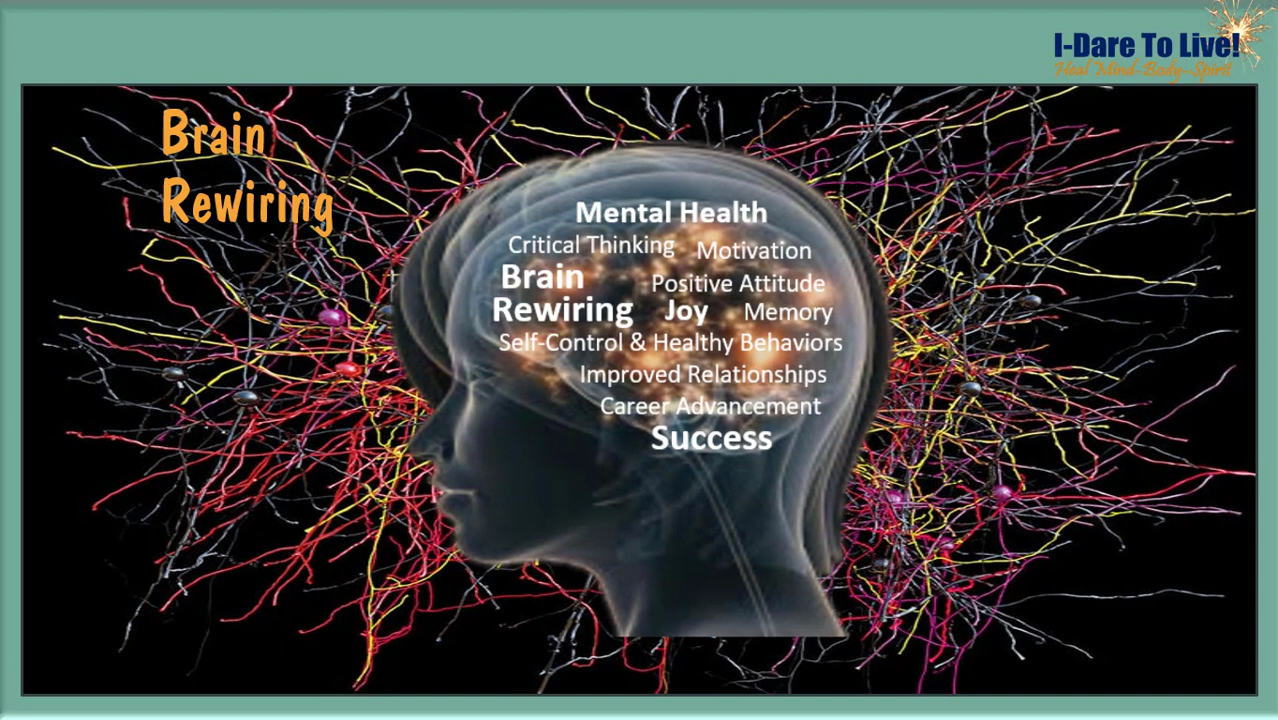 I-Dare To Live!
Heal Mind-Body-Spirit
Brain
Rewiring
Mental Health
Critical Thinking Motivation
Brain
Positive Attitude
Rewiring Joy Memory
Self-Control & Healthy Behaviors
Improved Relationships
Career Advancement
Success